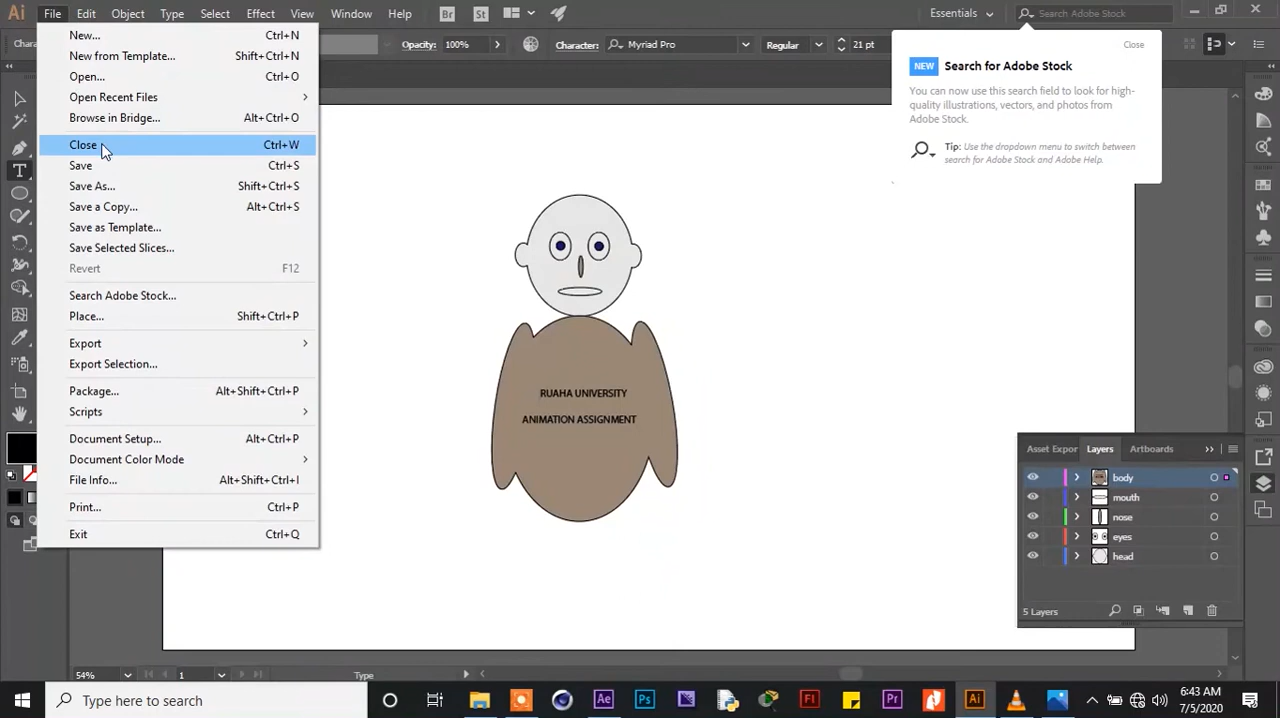 Ai File Edit Object Type Select Effect View Window Help Br St Essentials Search Adobe Stock
Opacity: 100% Character: Myriad Pro Regular 21 pt Close
New... Ctrl+N
New from Template... Shift+Ctrl+N
Open... Ctrl+O
Open Recent Files
Browse in Bridge... Alt+Ctrl+O
Close Ctrl+W
Save Ctrl+S
Save As... Shift+Ctrl+S
Save a Copy... Alt+Ctrl+S
Save as Template...
Save Selected Slices...
Revert F12
Search Adobe Stock...
Place... Shift+Ctrl+P
Export
Export Selection...
Package... Alt+Shift+Ctrl+P
Scripts
Document Setup... Alt+Ctrl+P
Document Color Mode
File Info... Alt+Shift+Ctrl+I
Print... Ctrl+P
Exit Ctrl+Q
NEW Search for Adobe Stock
You can now use this search field to look for high-
quality illustrations, vectors, and photos from
Adobe Stock.
Tip: Use the dropdown menu to switch between
search for Adobe Stock and Adobe Help.
RUAHA UNIVERSITY
ANIMATION ASSIGNMENT
Asset Expor Layers Artboards
body
mouth
nose
eyes
head
5 Layers
54% 1 Type
Type here to search Ae Ps Fl Pr Ai
6:43 AM
7/5/2020